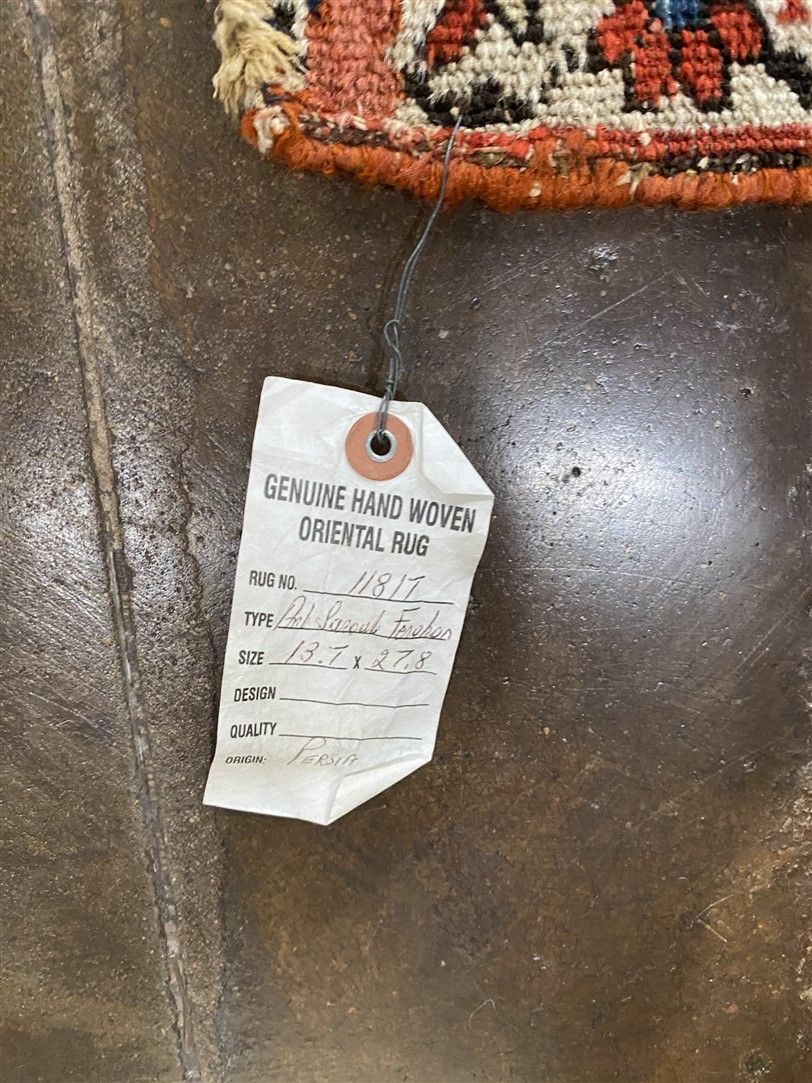 GENUINE HAND WOVEN
ORIENTAL RUG
RUG NO. 11817
TYPE Ant. Sarouk Ferahan
SIZE 13.7 x 27.8
DESIGN
QUALITY
ORIGIN: PERSIA